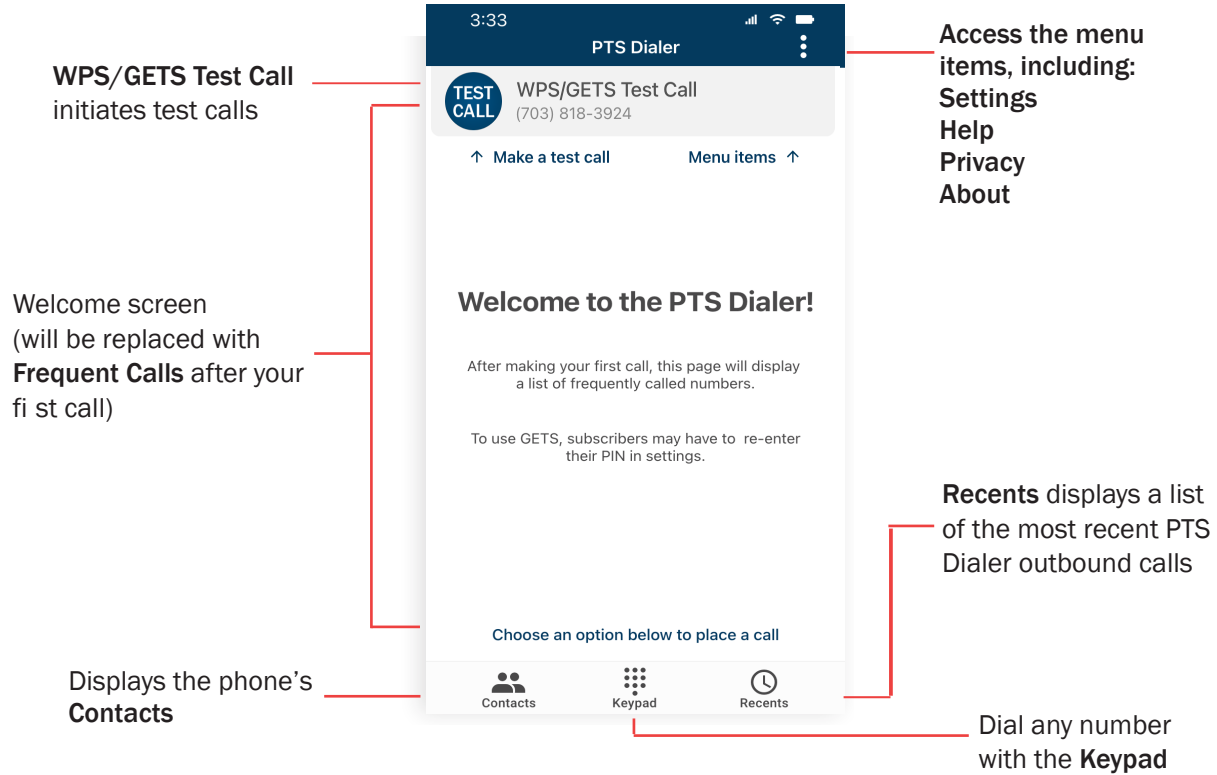 3:33
PTS Dialer
TEST
CALL
WPS/GETS Test Call
(703) 818-3924
↑ Make a test call
Menu items ↑
Welcome to the PTS Dialer!
After making your first call, this page will display
a list of frequently called numbers.
To use GETS, subscribers may have to re-enter
their PIN in settings.
Choose an option below to place a call
Contacts
Keypad
Recents
WPS/GETS Test Call
initiates test calls
Welcome screen
(will be replaced with
Frequent Calls after your
fi st call)
Displays the phone’s
Contacts
Access the menu
items, including:
Settings
Help
Privacy
About
Recents displays a list
of the most recent PTS
Dialer outbound calls
Dial any number
with the Keypad